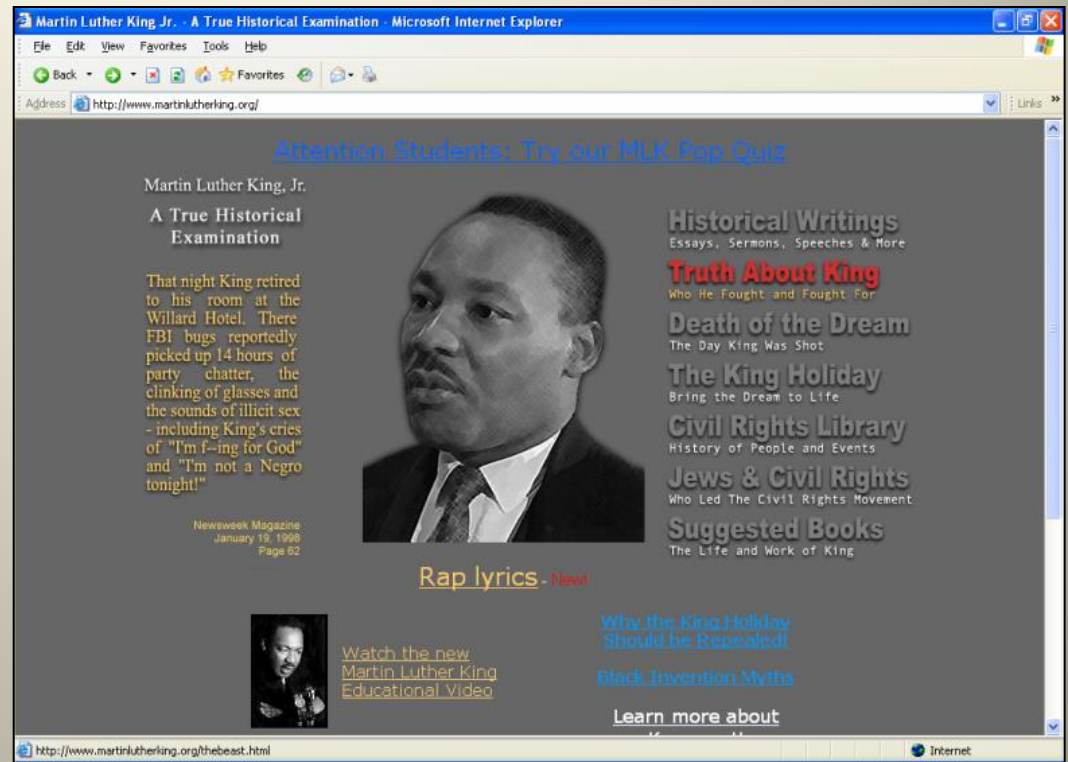 Martin Luther King Jr. - A True Historical Examination - Microsoft Internet Explorer
File Edit View Favorites Tools Help
Back Favorites
Address http://www.martinlutherking.org/ Links »
Attention Students: Try our MLK Pop Quiz
Martin Luther King, Jr.
A True Historical
Examination
That night King retired
to his room at the
Willard Hotel. There
FBI bugs reportedly
picked up 14 hours of
party chatter, the
clinking of glasses and
the sounds of illicit sex
- including King's cries
of "I'm f--ing for God"
and "I'm not a Negro
tonight!"
Newsweek Magazine
January 19, 1998
Page 62
Historical Writings
Essays, Sermons, Speeches & More
Truth About King
Who He Fought and Fought For
Death of the Dream
The Day King Was Shot
The King Holiday
Bring the Dream to Life
Civil Rights Library
History of People and Events
Jews & Civil Rights
Who Led The Civil Rights Movement
Suggested Books
The Life and Work of King
Rap lyrics - New!
Watch the new
Martin Luther King
Educational Video
Why the King Holiday
Should be Repealed!
Black Invention Myths
Learn more about
http://www.martinlutherking.org/thebeast.html Internet